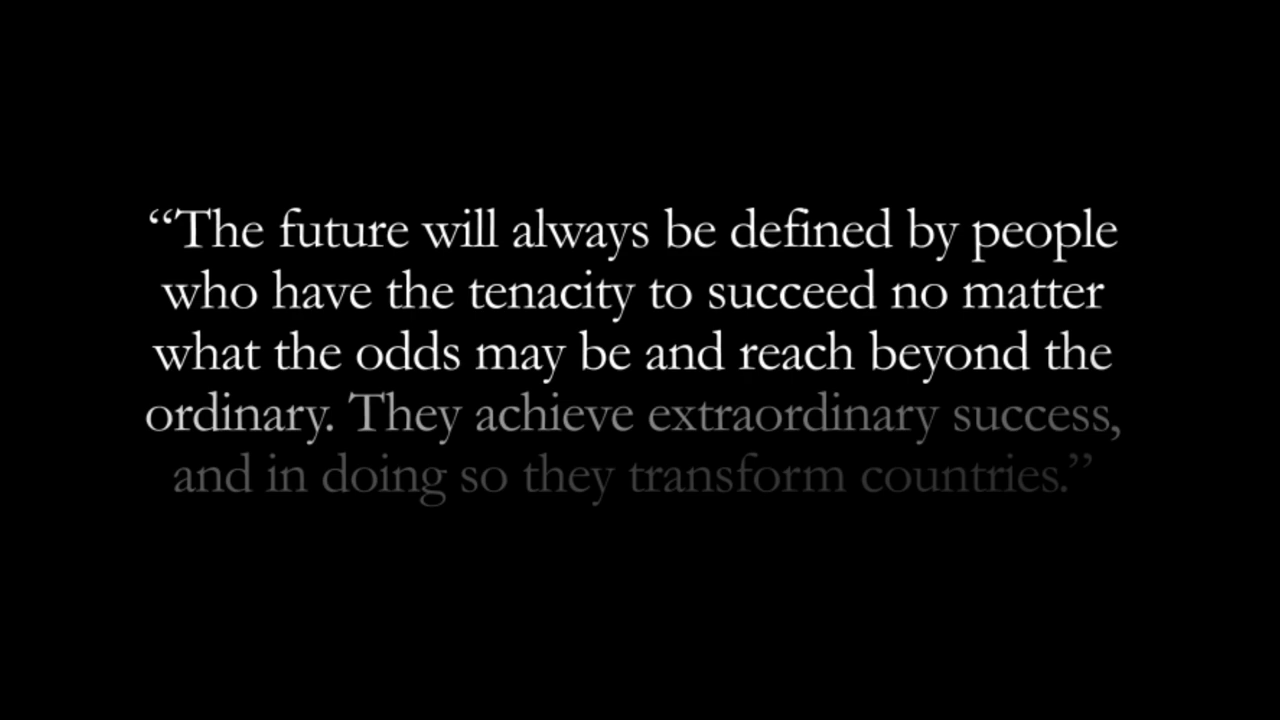 “The future will always be defined by people
who have the tenacity to succeed no matter
what the odds may be and reach beyond the
ordinary. They achieve extraordinary success,
and in doing so they transform countries.”